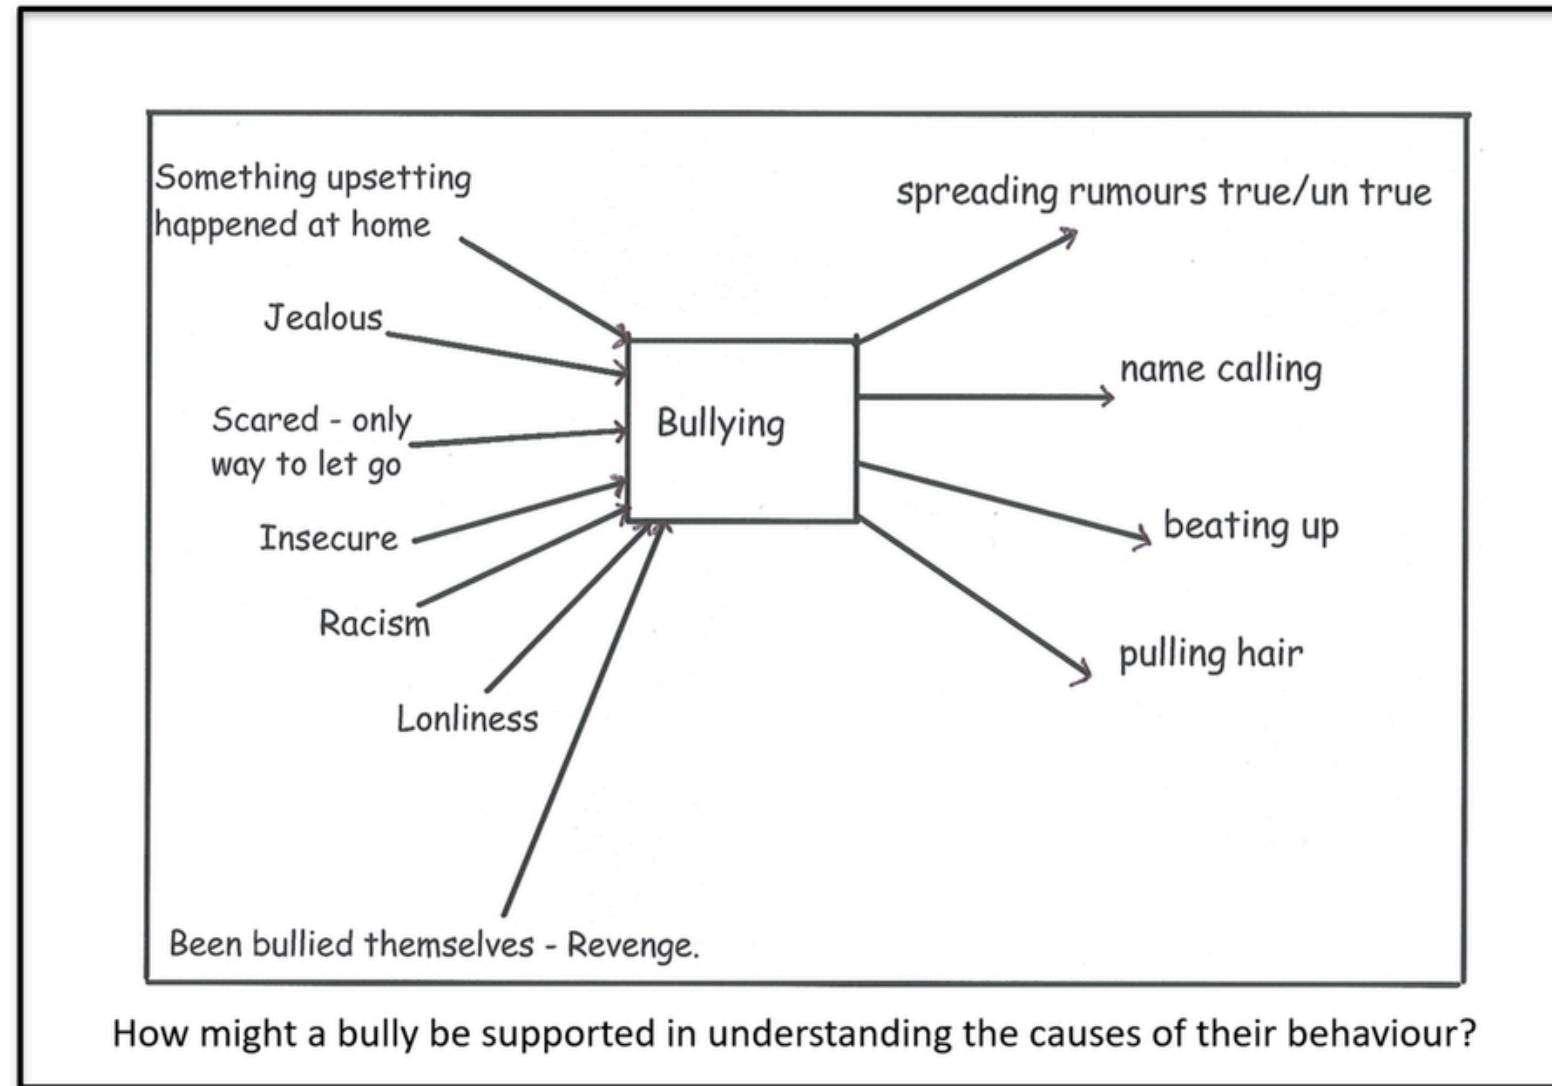 Something upsetting
happened at home
Jealous
Scared - only
way to let go
Insecure
Racism
Lonliness
Been bullied themselves - Revenge.
Bullying
spreading rumours true/un true
name calling
beating up
pulling hair
How might a bully be supported in understanding the causes of their behaviour?